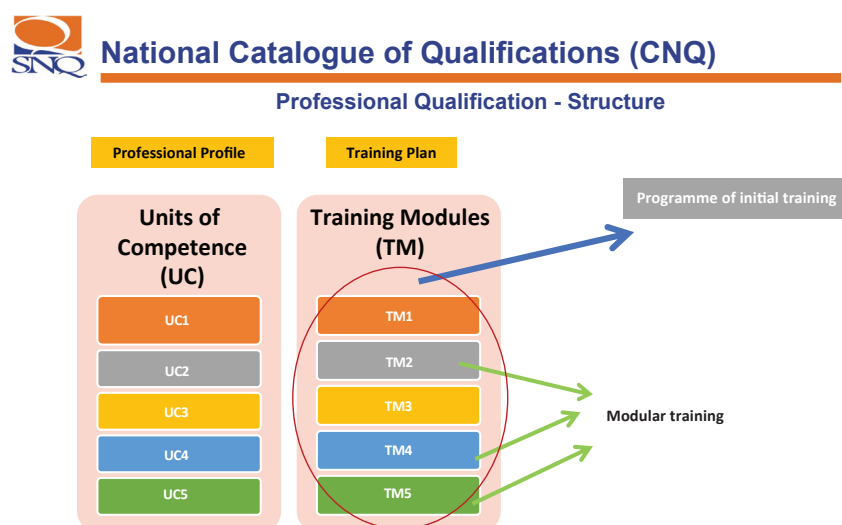 SNQ
National Catalogue of Qualifications (CNQ)
Professional Qualification - Structure
Professional Profile
Training Plan
Programme of initial training
Units of
Competence
(UC)
UC1
UC2
UC3
UC4
UC5
Training Modules
(TM)
TM1
TM2
TM3
TM4
TM5
Modular training